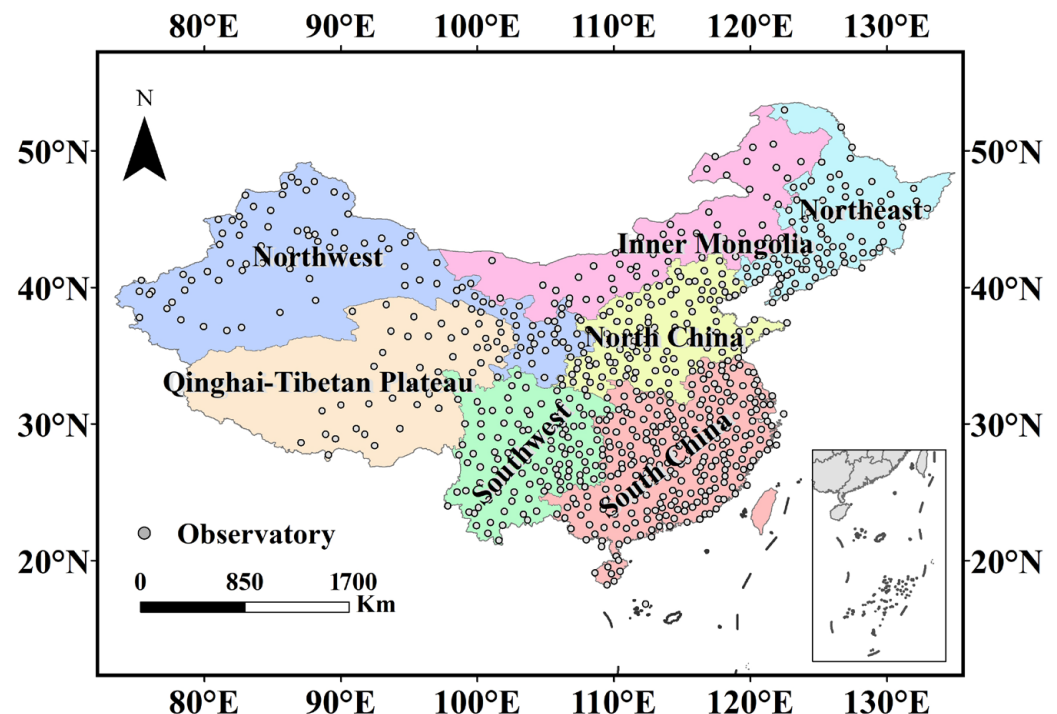 80°E 90°E 100°E 110°E 120°E 130°E
N
50°N 50°N
Northeast
Inner Mongolia
Northwest
40°N 40°N
North China
Qinghai-Tibetan Plateau
30°N 30°N
Southwest
South China
Observatory
20°N 20°N
0 850 1700
Km
80°E 90°E 100°E 110°E 120°E 130°E